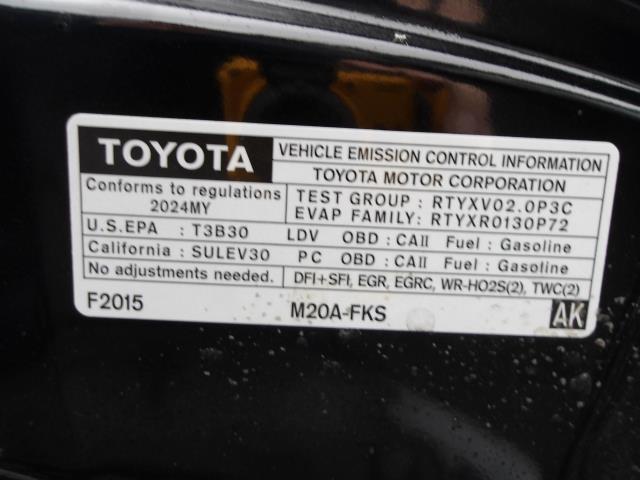 TOYOTA
VEHICLE EMISSION CONTROL INFORMATION
TOYOTA MOTOR CORPORATION
Conforms to regulations
2024MY
TEST GROUP : RTYXV02.0P3C
EVAP FAMILY: RTYXR0130P72
U.S.EPA : T3B30 LDV OBD : CAII Fuel : Gasoline
California : SULEV30 PC OBD : CAII Fuel : Gasoline
No adjustments needed. DFI+SFI, EGR, EGRC, WR-HO2S(2), TWC(2)
F2015 M20A-FKS AK